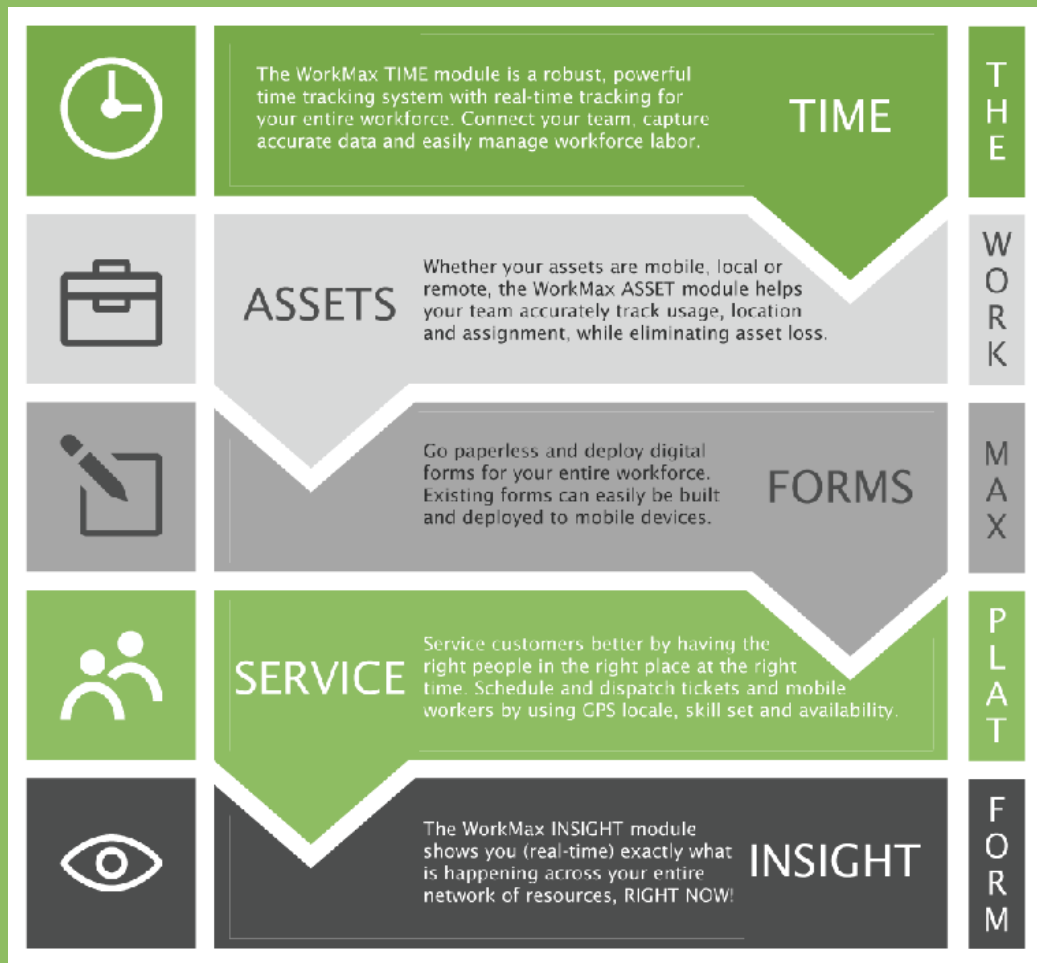 The WorkMax TIME module is a robust, powerful
time tracking system with real-time tracking for
your entire workforce. Connect your team, capture
accurate data and easily manage workforce labor.
TIME
THE
ASSETS
Whether your assets are mobile, local or
remote, the WorkMax ASSET module helps
your team accurately track usage, location
and assignment, while eliminating asset loss.
WORK
Go paperless and deploy digital
forms for your entire workforce.
Existing forms can easily be built
and deployed to mobile devices.
FORMS
MAX
SERVICE
Service customers better by having the
right people in the right place at the right
time. Schedule and dispatch tickets and mobile
workers by using GPS locale, skill set and availability.
PLAT
The WorkMax INSIGHT module
shows you (real-time) exactly what
is happening across your entire
network of resources, RIGHT NOW!
INSIGHT
FORM